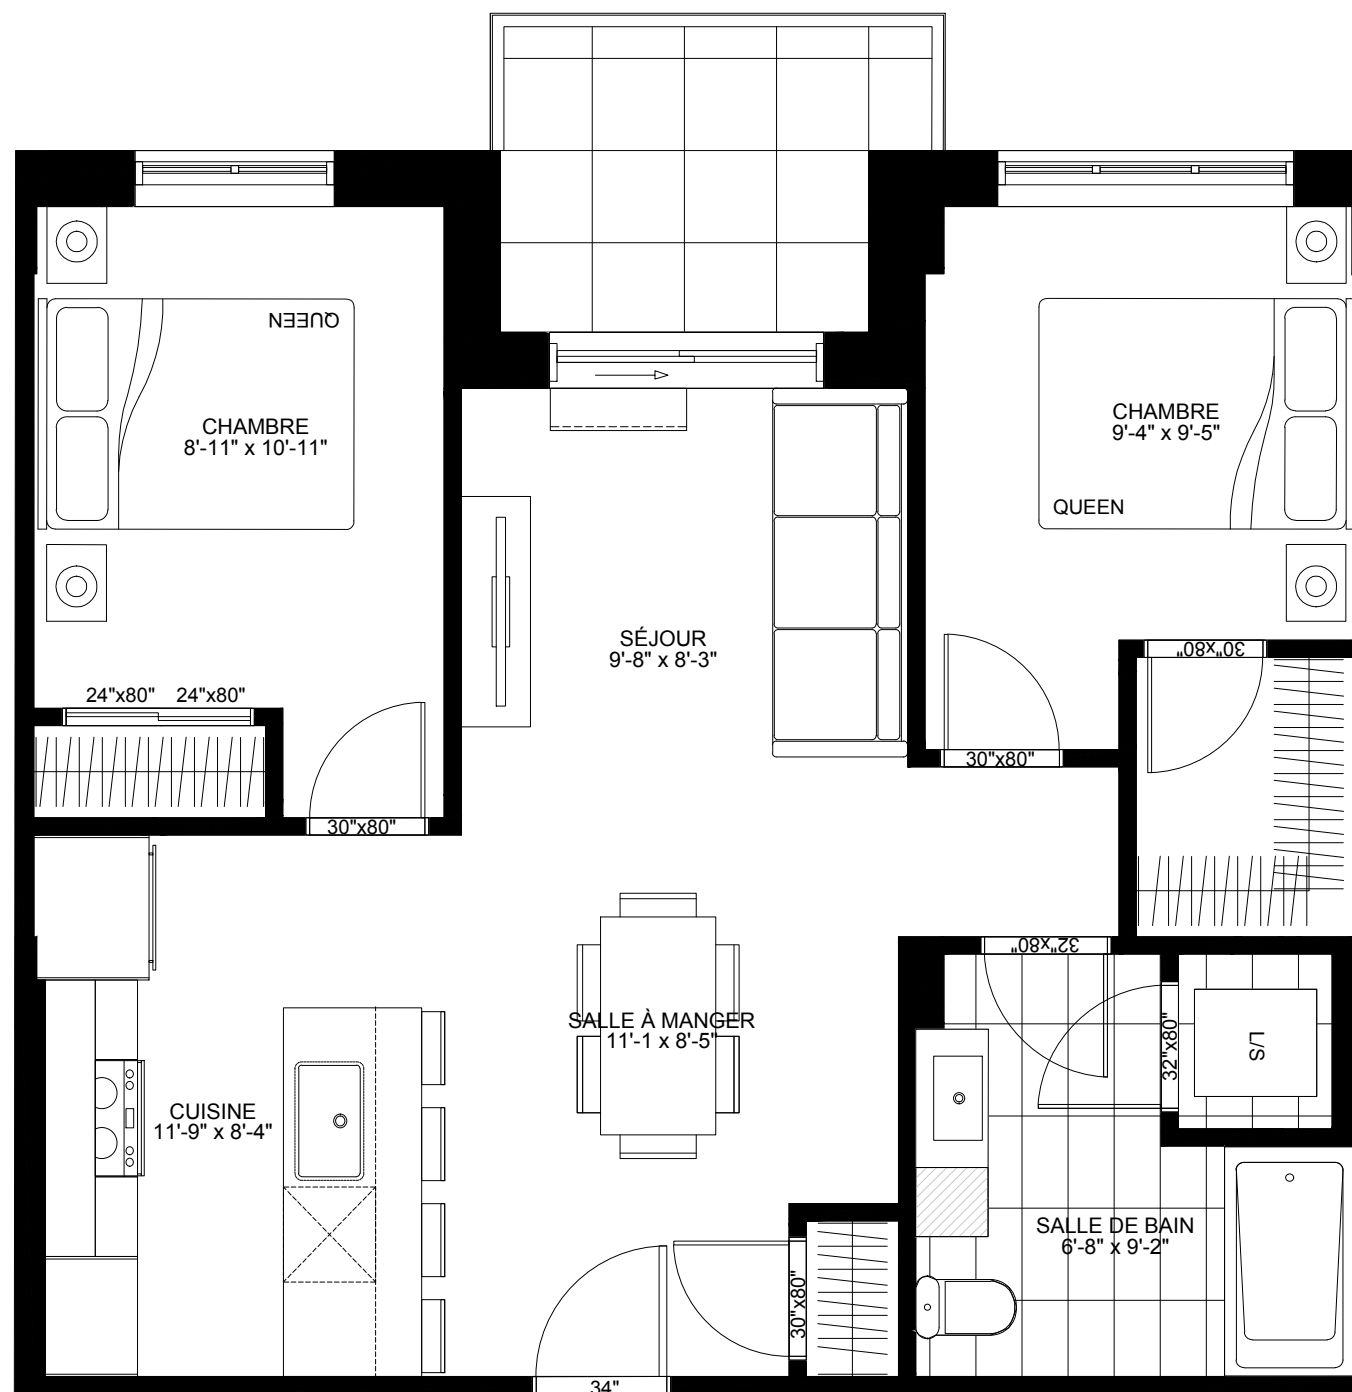 QUEEN
CHAMBRE
8'-11" x 10'-11"
CHAMBRE
9'-4" x 9'-5"
QUEEN
SÉJOUR
9'-8" x 8'-3"
30"x80"
24"x80" 24"x80"
30"x80"
30"x80"
32"x80"
SALLE À MANGER
11'-1 x 8'-5"
32"x80"
L/S
CUISINE
11'-9" x 8'-4"
SALLE DE BAIN
6'-8" x 9'-2"
30"x80"
34"